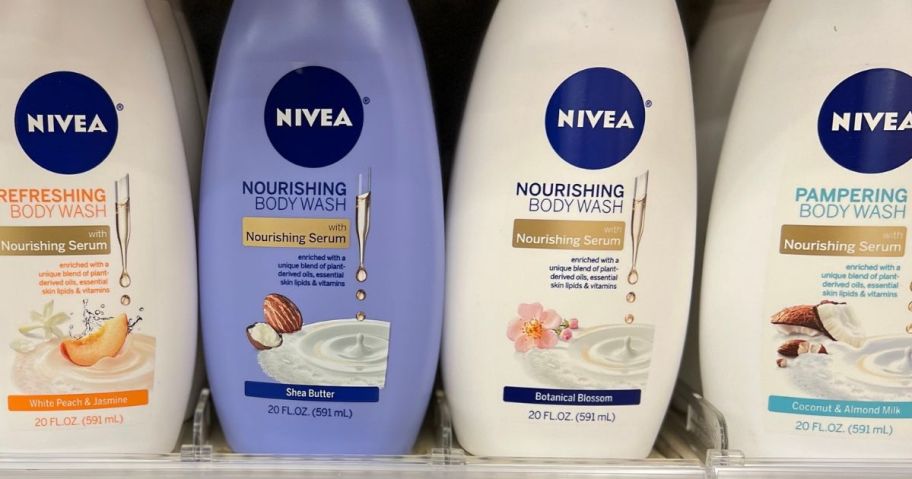 NIVEA®
REFRESHING
BODY WASH
with
Nourishing Serum
enriched with a
unique blend of plant-
derived oils, essential
skin lipids & vitamins
White Peach & Jasmine
20 FL.OZ. (591 mL)
NIVEA®
NOURISHING
BODY WASH
with
Nourishing Serum
enriched with a
unique blend of plant-
derived oils, essential
skin lipids & vitamins
Shea Butter
20 FL.OZ. (591 mL)
NIVEA®
NOURISHING
BODY WASH
with
Nourishing Serum
enriched with a
unique blend of plant-
derived oils, essential
skin lipids & vitamins
Botanical Blossom
20 FL.OZ. (591 mL)
NIVEA
PAMPERING
BODY WASH
with
Nourishing Serum
enriched with a
unique blend of plant-
derived oils, essential
skin lipids & vitamins
Coconut & Almond Milk
20 FL.OZ. (591 mL)